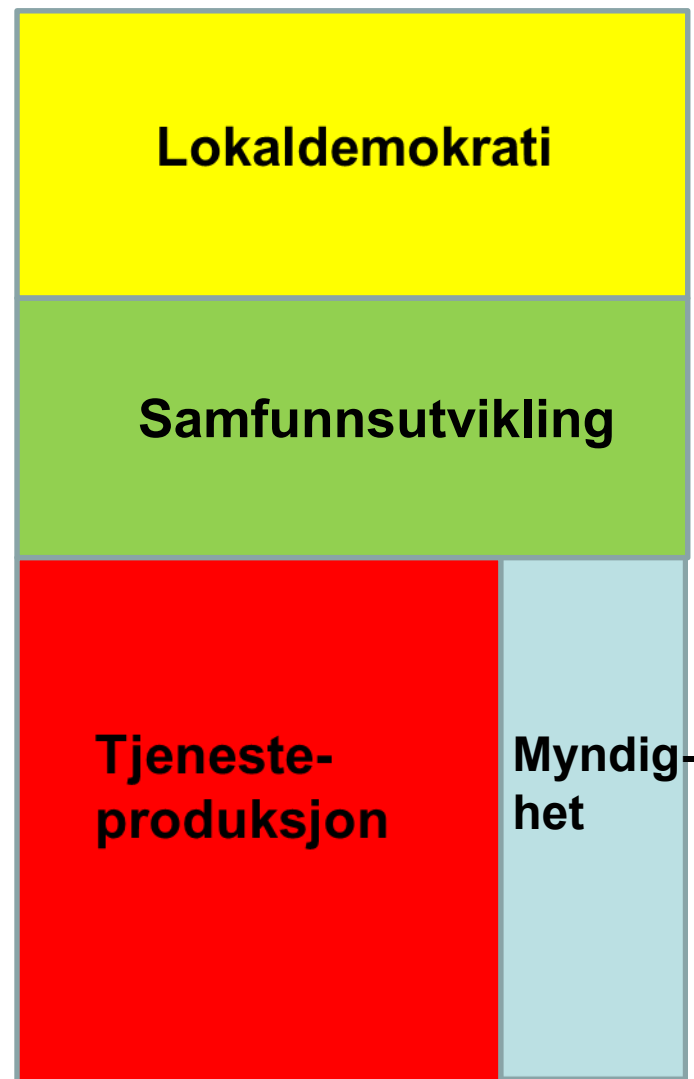 Lokaldemokrati
Samfunnsutvikling
Tjeneste-
produksjon
Myndig-
het